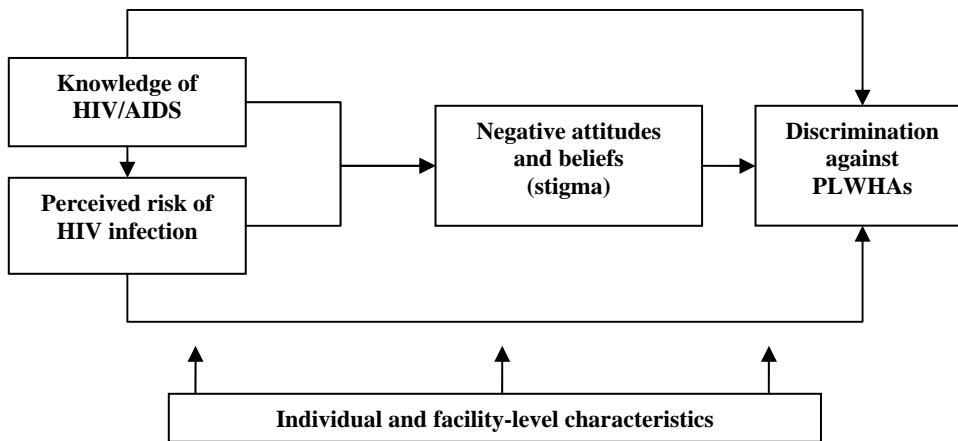 Knowledge of
HIV/AIDS
Perceived risk of
HIV infection
Negative attitudes
and beliefs
(stigma)
Discrimination
against
PLWHAs
Individual and facility-level characteristics